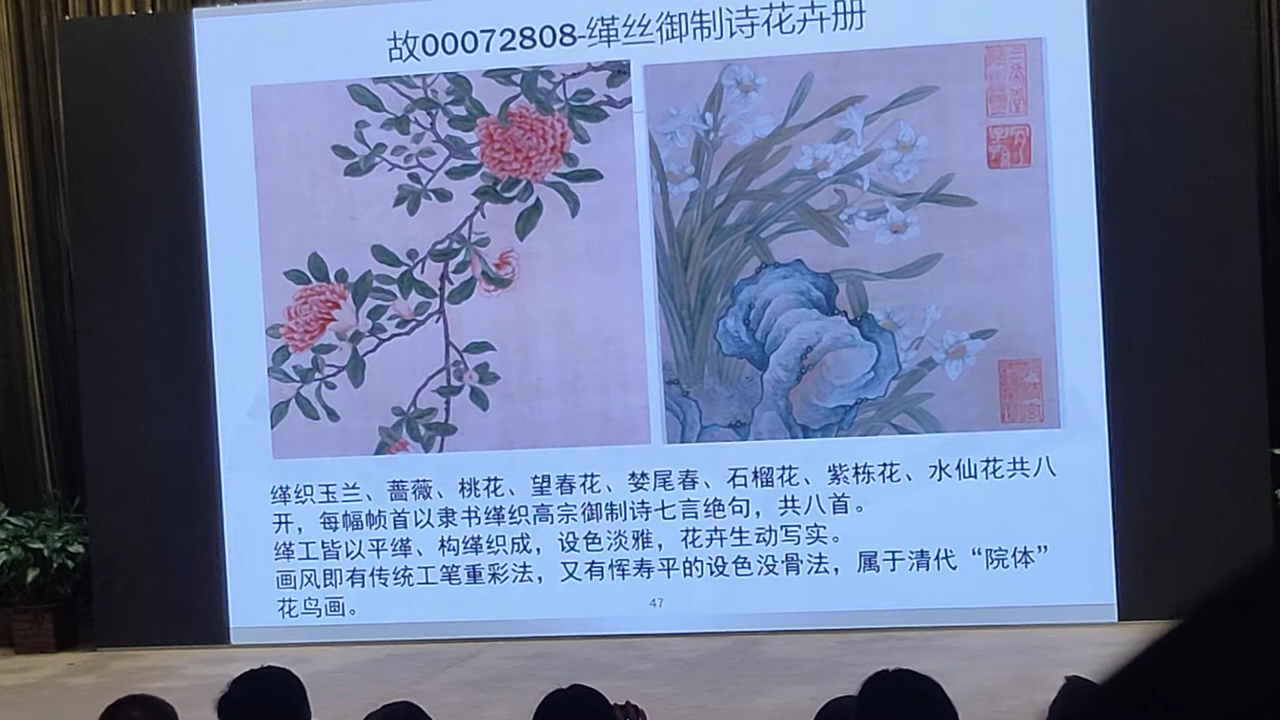 故00072808-缂丝御制诗花卉册
缂织玉兰、蔷薇、桃花、望春花、婪尾春、石榴花、紫栋花、水仙花共八
开，每幅帧首以隶书缂织高宗御制诗七言绝句，共八首。
缂工皆以平缂、构缂织成，设色淡雅，花卉生动写实。
画风即有传统工笔重彩法，又有恽寿平的设色没骨法，属于清代“院体”
花鸟画。
47